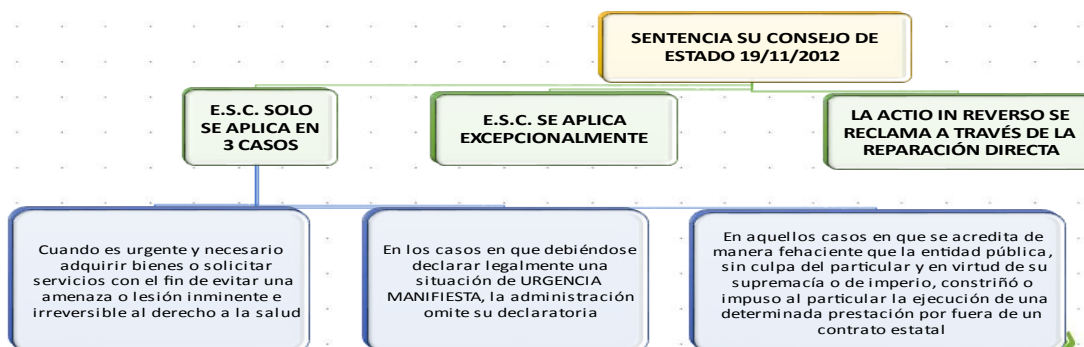 SENTENCIA SU CONSEJO DE
ESTADO 19/11/2012
E.S.C. SOLO
SE APLICA EN
3 CASOS
E.S.C. SE APLICA
EXCEPCIONALMENTE
LA ACTIO IN REVERSO SE
RECLAMA A TRAVÉS DE LA
REPARACIÓN DIRECTA
Cuando es urgente y necesario
adquirir bienes o solicitar
servicios con el fin de evitar una
amenaza o lesión inminente e
irreversible al derecho a la salud
En los casos en que debiéndose
declarar legalmente una
situación de URGENCIA
MANIFIESTA, la administración
omite su declaratoria
En aquellos casos en que se acredita de
manera fehaciente que la entidad pública,
sin culpa del particular y en virtud de su
supremacía o de imperio, constriñó o
impuso al particular la ejecución de una
determinada prestación por fuera de un
contrato estatal